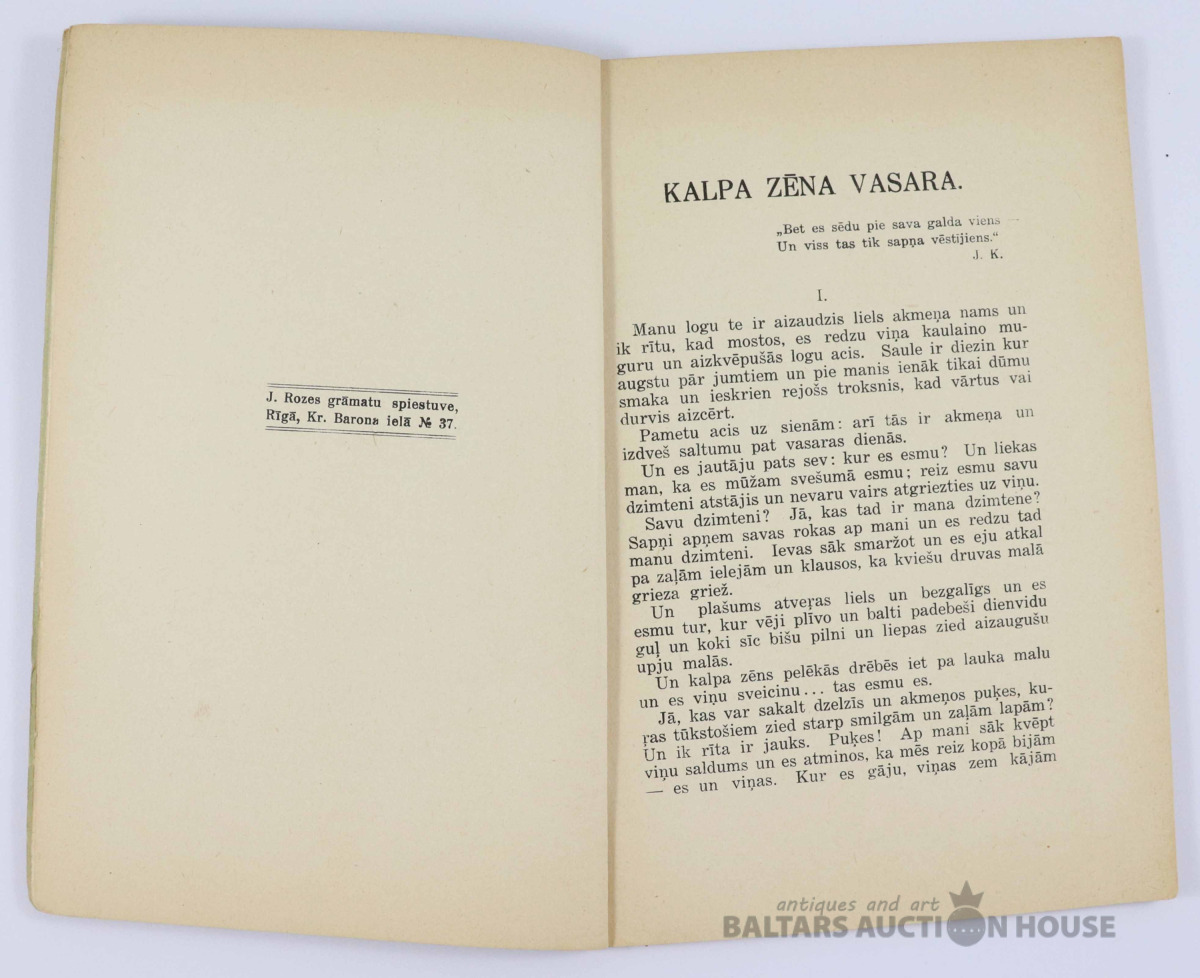 J. Rozes grāmatu spiestuve,
Rīgā, Kr. Barona ielā № 37.
KALPA ZĒNA VASARA.
„Bet es sēdu pie sava galda viens —
Un viss tas tik sapņa vēstījiens.“
J. K.
I.
Manu logu te ir aizaudzis liels akmeņa nams un
ik rītu, kad mostos, es redzu viņa kaulaino mu-
guru un aizkvēpušās logu acis. Saule ir diezin kur
augstu pār jumtiem un pie manis ienāk tikai dūmu
smaka un ieskrien rejošs troksnis, kad vārtus vai
durvis aizcērt.
Pametu acis uz sienām: arī tās ir akmeņa un
izdveš saltumu pat vasaras dienās.
Un es jautāju pats sev: kur es esmu? Un liekas
man, ka es mūžam svešumā esmu; reiz esmu savu
dzimteni atstājis un nevaru vairs atgriezties uz viņu.
Savu dzimteni? Jā, kas tad ir mana dzimtene?
Sapņi apņem savas rokas ap mani un es redzu tad
manu dzimteni. Ievas sāk smaržot un es eju atkal
pa zaļām ielejām un klausos, ka kviešu druvas malā
grieza griež.
Un plašums atveŗas liels un bezgalīgs un es
esmu tur, kur vēji plīvo un balti padebeši dienvidu
guļ un koki sīc bišu pilni un liepas zied aizaugušu
upju malās.
Un kalpa zēns pelēkās drēbēs iet pa lauka malu
un es viņu sveicinu... tas esmu es.
Jā, kas var sakalt dzelzīs un akmeņos puķes, ku-
ŗas tūkstošiem zied starp smilgām un zaļām lapām?
Un ik rīta ir jauks. Puķes! Ap mani sāk kvēpt
viņu saldums un es atminos, ka mēs reiz kopā bijām
— es un viņas. Kur es gāju, viņas zem kājām
antiques and art
BALTARS AUCTION HOUSE